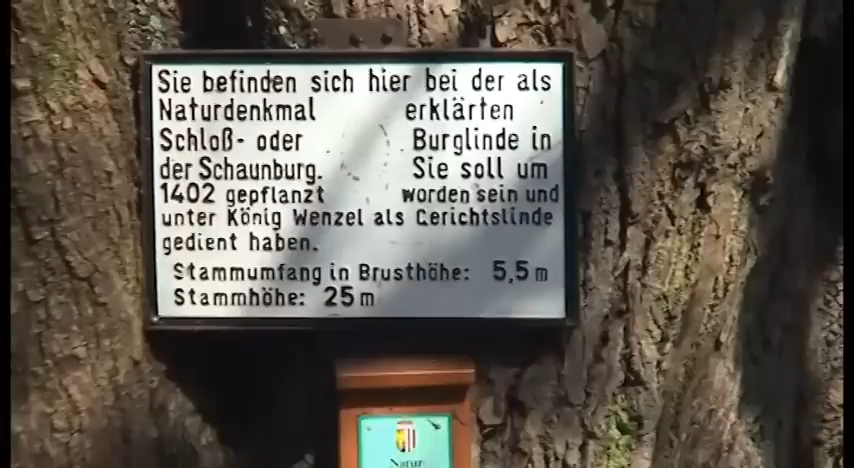 Sie befinden sich hier bei der als
Naturdenkmal erklärten
Schloß- oder Burglinde in
der Schaunburg. Sie soll um
1402 gepflanzt worden sein und
unter König Wenzel als Gerichtslinde
gedient haben.
Stammumfang in Brusthöhe: 5,5 m
Stammhöhe: 25 m
Natur